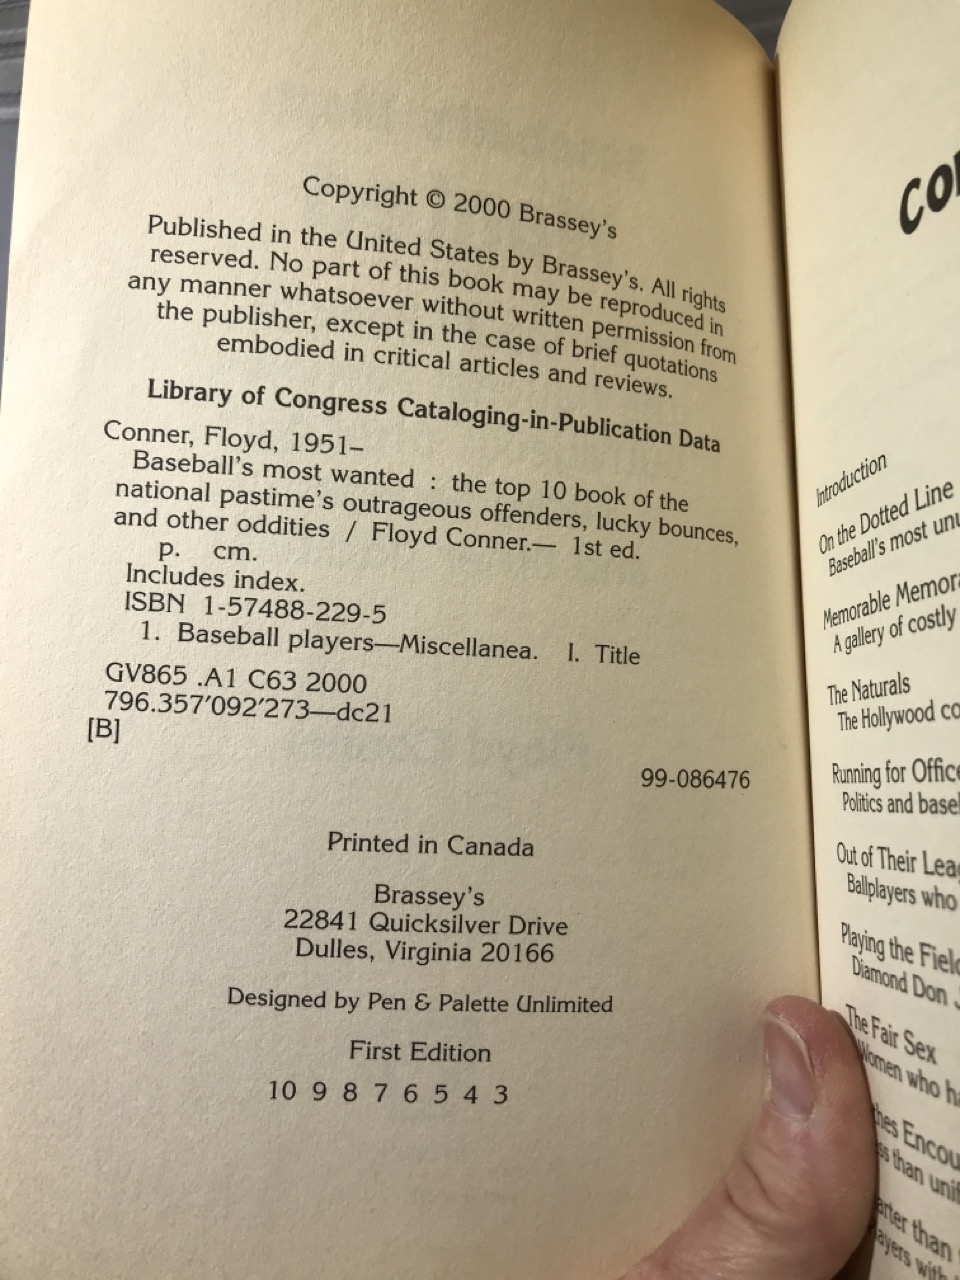 Copyright © 2000 Brassey's
Published in the United States by Brassey's. All rights
reserved. No part of this book may be reproduced in
any manner whatsoever without written permission from
the publisher, except in the case of brief quotations
embodied in critical articles and reviews.
Library of Congress Cataloging-in-Publication Data
Conner, Floyd, 1951–
Baseball's most wanted : the top 10 book of the
national pastime's outrageous offenders, lucky bounces,
and other oddities / Floyd Conner.— 1st ed.
p. cm.
Includes index.
ISBN 1-57488-229-5
1. Baseball players—Miscellanea. I. Title
GV865 .A1 C63 2000
796.357′092′273—dc21
[B]
99-086476
Printed in Canada
Brassey's
22841 Quicksilver Drive
Dulles, Virginia 20166
Designed by Pen & Palette Unlimited
First Edition
10 9 8 7 6 5 4 3
Introduction
On the Dotted Line
Baseball's most
Memorable
A gallery of costly
The Naturals
The Hollywood
Running for
Politics and
Out of Their
Ballplayers who
Playing the
Diamond Don
The Fair Sex
Women who
than
than
with